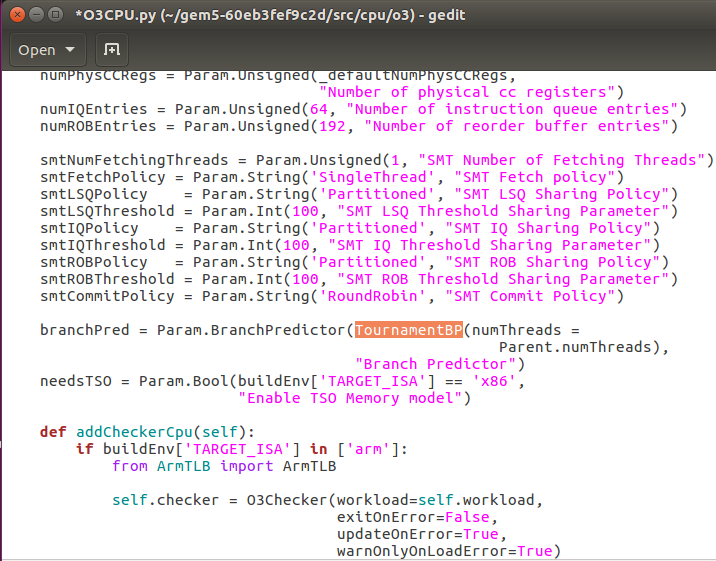 *O3CPU.py (~/gem5-60eb3fef9c2d/src/cpu/o3) - gedit
Open
numPhysCCRegs = Param.Unsigned(_defaultNumPhysCCRegs,
"Number of physical cc registers")
numIQEntries = Param.Unsigned(64, "Number of instruction queue entries")
numROBEntries = Param.Unsigned(192, "Number of reorder buffer entries")
smtNumFetchingThreads = Param.Unsigned(1, "SMT Number of Fetching Threads")
smtFetchPolicy = Param.String('SingleThread', "SMT Fetch policy")
smtLSQPolicy    = Param.String('Partitioned', "SMT LSQ Sharing Policy")
smtLSQThreshold = Param.Int(100, "SMT LSQ Threshold Sharing Parameter")
smtIQPolicy    = Param.String('Partitioned', "SMT IQ Sharing Policy")
smtIQThreshold = Param.Int(100, "SMT IQ Threshold Sharing Parameter")
smtROBPolicy   = Param.String('Partitioned', "SMT ROB Sharing Policy")
smtROBThreshold = Param.Int(100, "SMT ROB Threshold Sharing Parameter")
smtCommitPolicy = Param.String('RoundRobin', "SMT Commit Policy")
branchPred = Param.BranchPredictor(TournamentBP(numThreads =
Parent.numThreads),
"Branch Predictor")
needsTSO = Param.Bool(buildEnv['TARGET_ISA'] == 'x86',
"Enable TSO Memory model")
def addCheckerCpu(self):
if buildEnv['TARGET_ISA'] in ['arm']:
from ArmTLB import ArmTLB
self.checker = O3Checker(workload=self.workload,
exitOnError=False,
updateOnError=True,
warnOnlyOnLoadError=True)